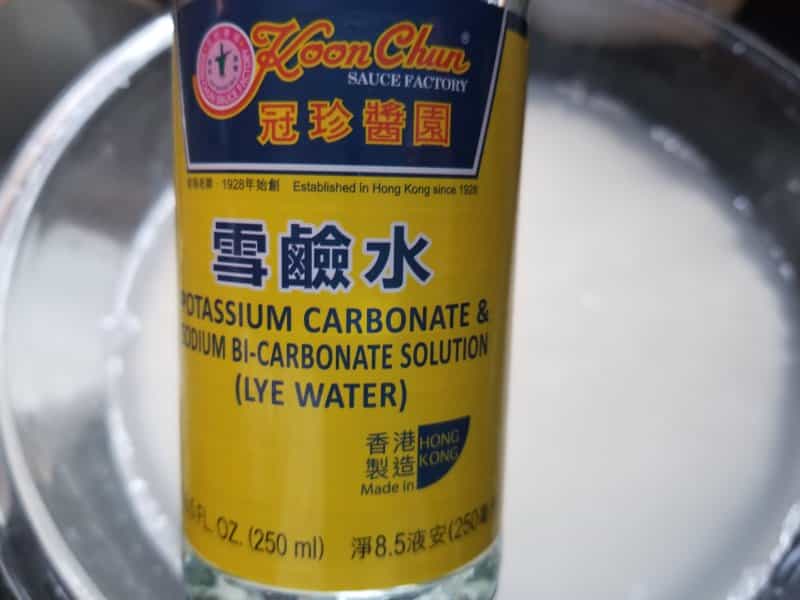 Koon Chun®
SAUCE FACTORY
冠珍醬園
1928年始創 Established in Hong Kong since 1928
雪鹼水
POTASSIUM CARBONATE &
SODIUM BI-CARBONATE SOLUTION
(LYE WATER)
香港
製造
HONG
KONG
Made in
FL. OZ. (250 ml) 淨8.5液安(250